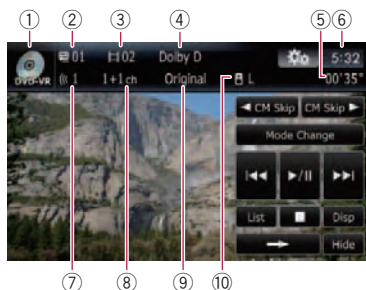 ① ② ③ ④ ⑤ ⑥
01 02 Dolby D 5:32
DVD-VR 1 1+1 ch Original L 00'35"
CM Skip CM Skip
Mode Change
List Disp
Hide
⑦ ⑧ ⑨ ⑩